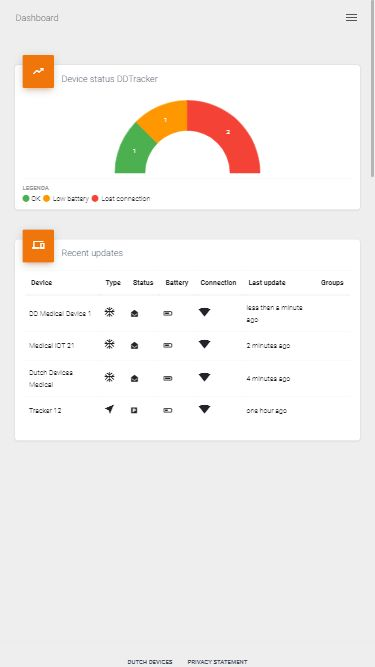 Dashboard
Device status DDTracker
1
1
2
LEGENDA
OK Low battery Lost connection
Recent updates
Device Type Status Battery Connection Last update Groups
DD Medical Device 1 less then a minute
ago
Medical IOT 21 2 minutes ago
Dutch Devices
Medical 4 minutes ago
Tracker 12 P one hour ago
DUTCH DEVICES PRIVACY STATEMENT